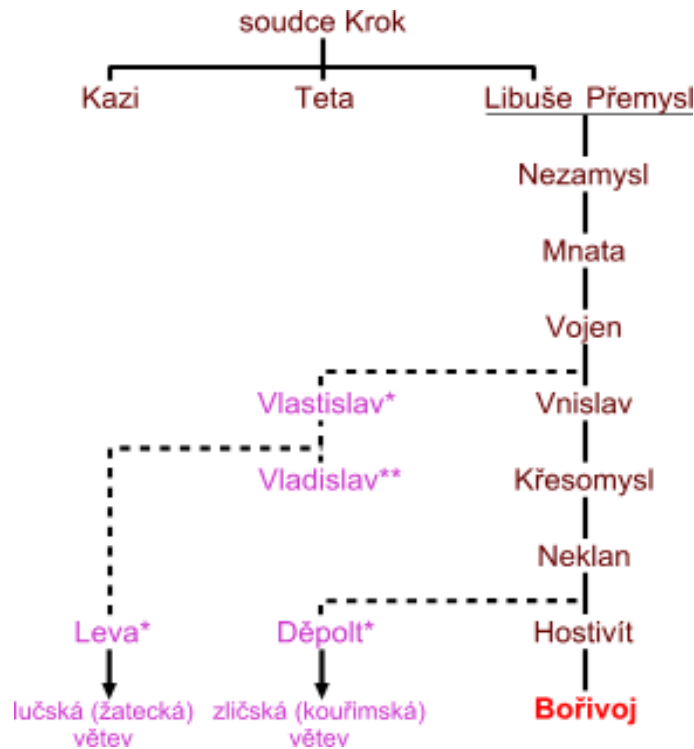 soudce Krok
Kazi Teta Libuše Přemysl
Nezamysl
Mnata
Vojen
Vlastislav* Vnislav
Vladislav** Křesomysl
Neklan
Leva* Děpolt* Hostivít
lučská (žatecká) zličská (kouřimská) Bořivoj
větev větev